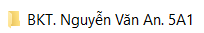 BKT. Nguyễn Văn An. 5A1